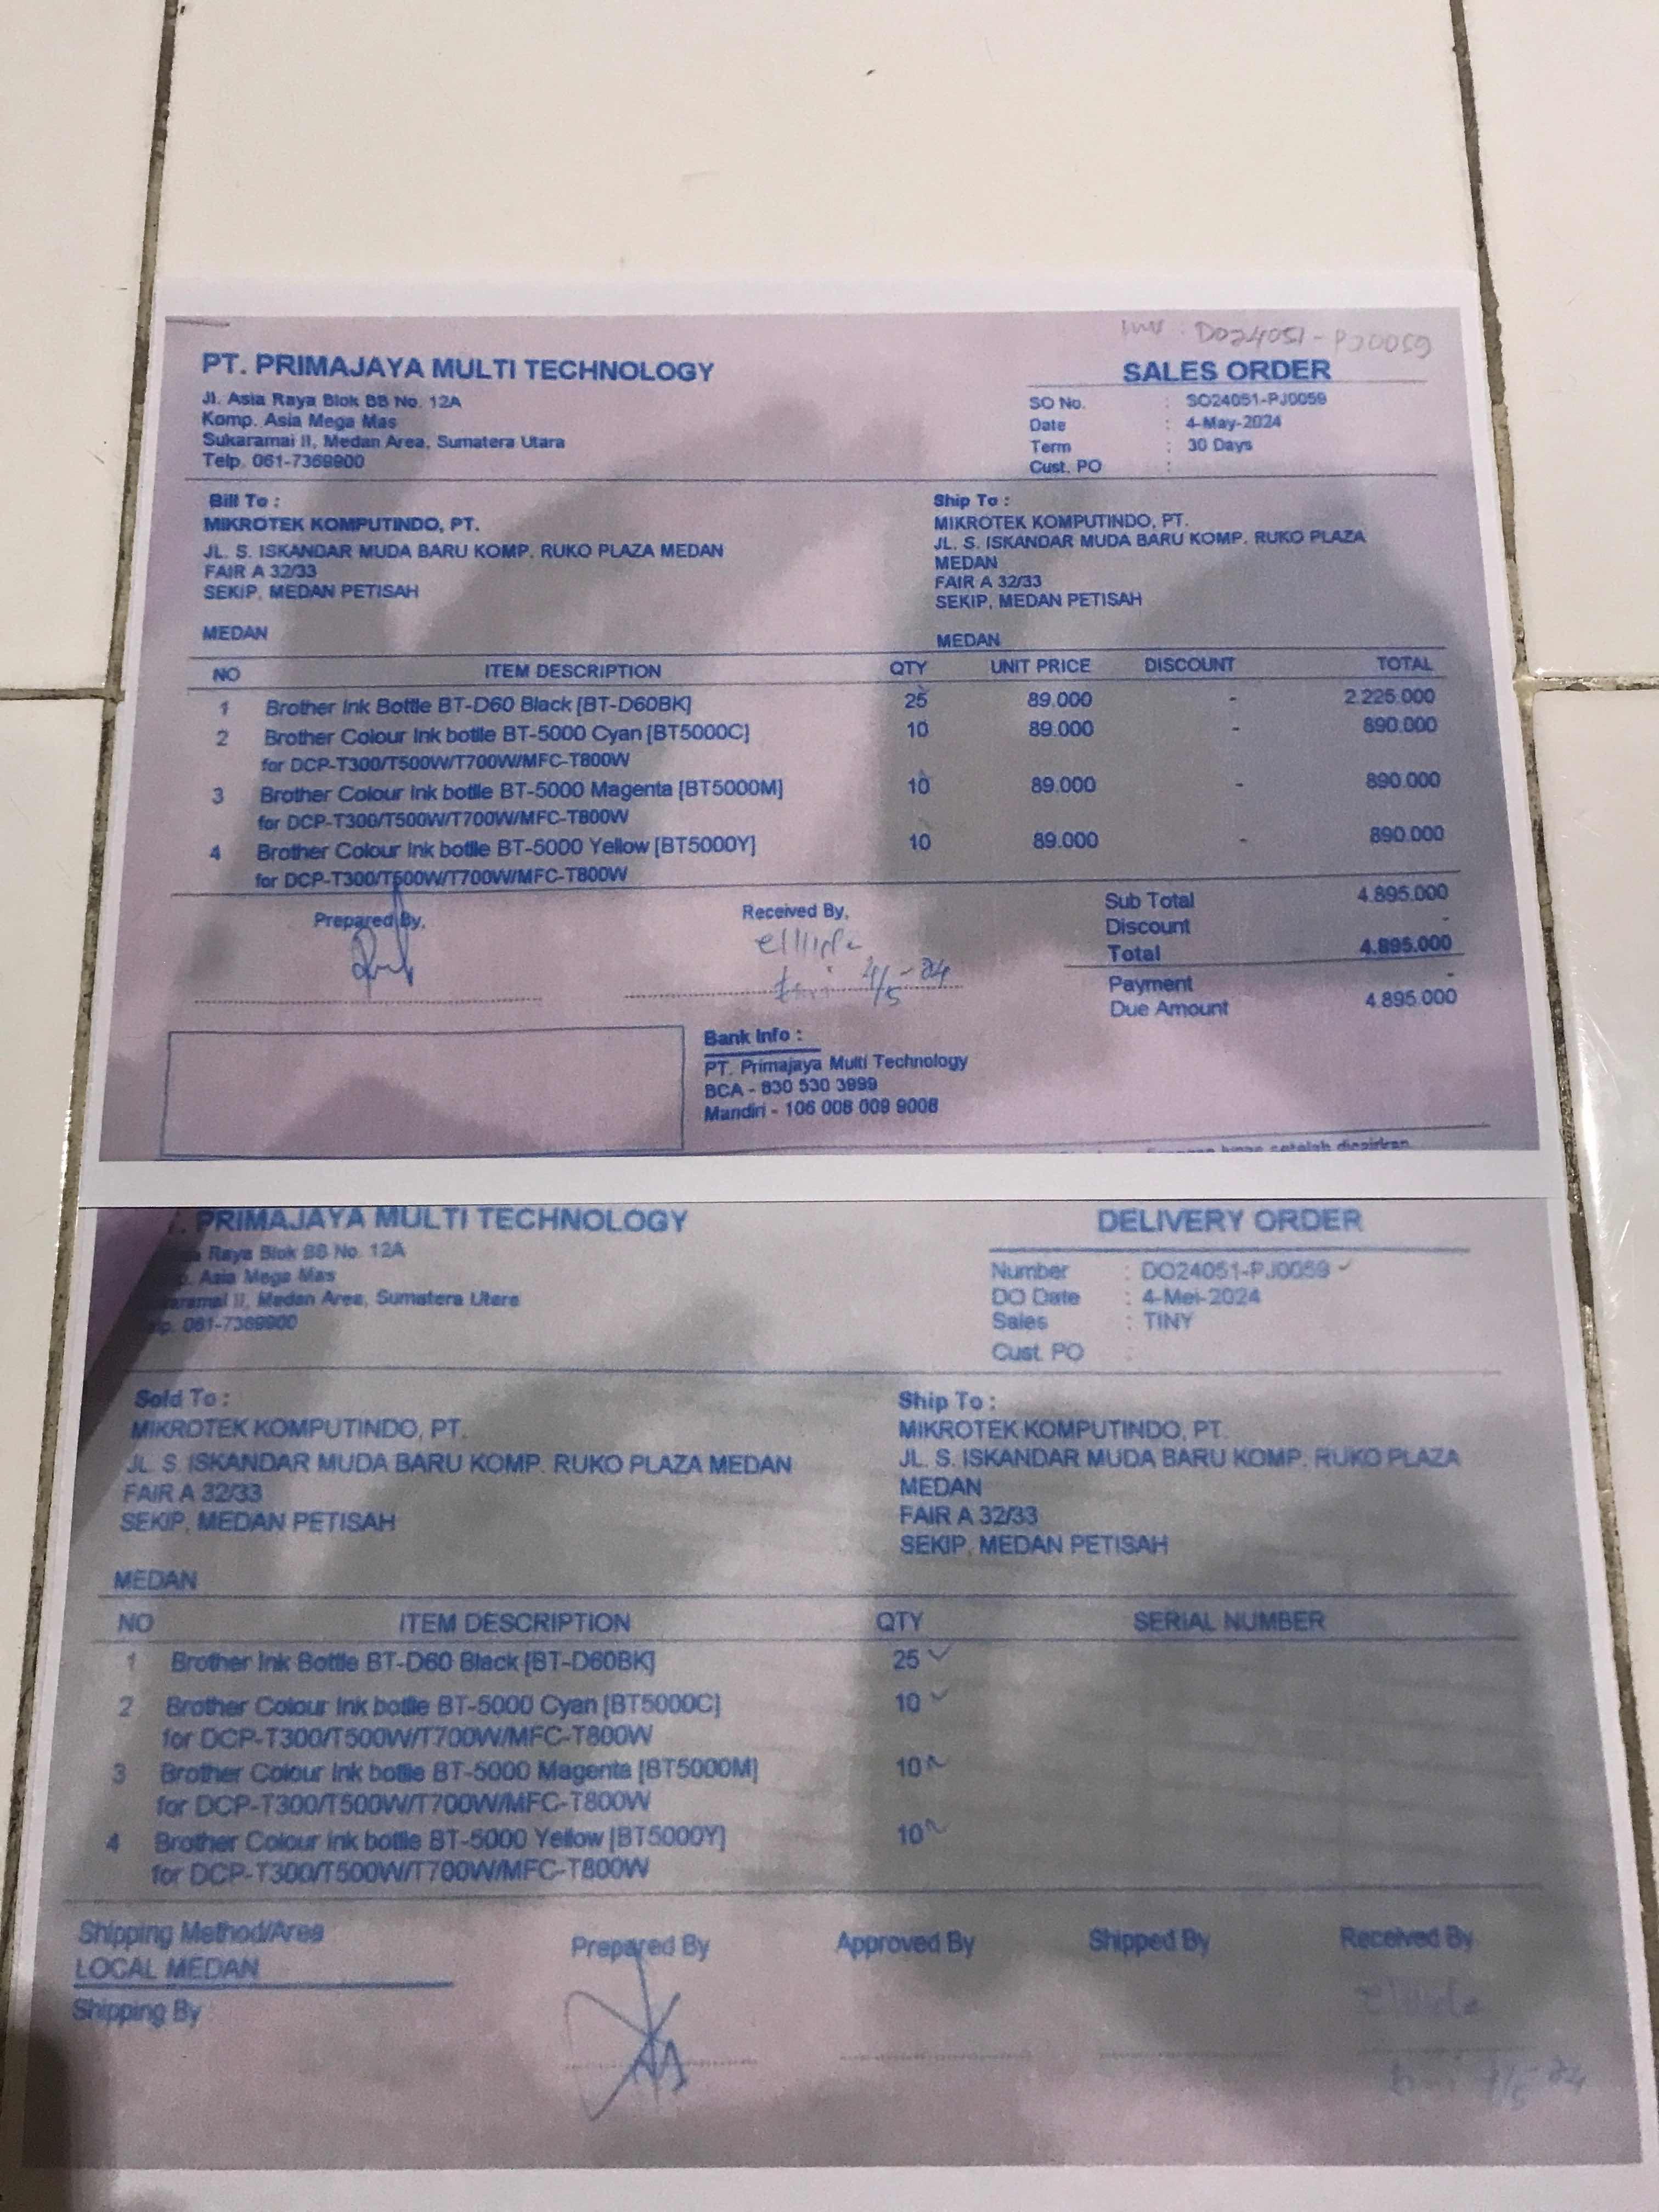 inv. DO24051-PJ0059
PT. PRIMAJAYA MULTI TECHNOLOGY
SALES ORDER
Jl. Asia Raya Blok BB No. 12A
Komp. Asia Mega Mas
Sukaramai II, Medan Area, Sumatera Utara
Telp. 061-7369900
SO No. : SO24051-PJ0059
Date : 4-May-2024
Term : 30 Days
Cust. PO :
Bill To :
MIKROTEK KOMPUTINDO, PT.
JL. S. ISKANDAR MUDA BARU KOMP. RUKO PLAZA MEDAN
FAIR A 32/33
SEKIP, MEDAN PETISAH
MEDAN
Ship To :
MIKROTEK KOMPUTINDO, PT.
JL. S. ISKANDAR MUDA BARU KOMP. RUKO PLAZA
MEDAN
FAIR A 32/33
SEKIP, MEDAN PETISAH
MEDAN
NO ITEM DESCRIPTION QTY UNIT PRICE DISCOUNT TOTAL
1 Brother Ink Bottle BT-D60 Black [BT-D60BK] 25 89.000 - 2.225.000
2 Brother Colour Ink bottle BT-5000 Cyan [BT5000C] 10 89.000 - 890.000
for DCP-T300/T500W/T700W/MFC-T800W
3 Brother Colour Ink bottle BT-5000 Magenta [BT5000M] 10 89.000 - 890.000
for DCP-T300/T500W/T700W/MFC-T800W
4 Brother Colour Ink bottle BT-5000 Yellow [BT5000Y] 10 89.000 - 890.000
for DCP-T300/T500W/T700W/MFC-T800W
Prepared By,
Received By,
4/5-24
Sub Total 4.895.000
Discount -
Total 4.895.000
Payment -
Due Amount 4.895.000
Bank Info :
PT. Primajaya Multi Technology
BCA - 830 530 3999
Mandiri - 106 008 009 9008
setelah dicairkan
PRIMAJAYA MULTI TECHNOLOGY
DELIVERY ORDER
Raya Blok BB No. 12A
Asia Mega Mas
II, Medan Area, Sumatera Utara
061-7369900
Number : DO24051-PJ0059
DO Date : 4-Mei-2024
Sales : TINY
Cust. PO
Sold To :
MIKROTEK KOMPUTINDO, PT.
JL. S. ISKANDAR MUDA BARU KOMP. RUKO PLAZA MEDAN
FAIR A 32/33
SEKIP, MEDAN PETISAH
MEDAN
Ship To :
MIKROTEK KOMPUTINDO, PT.
JL. S. ISKANDAR MUDA BARU KOMP. RUKO PLAZA
MEDAN
FAIR A 32/33
SEKIP, MEDAN PETISAH
NO ITEM DESCRIPTION QTY SERIAL NUMBER
1 Brother Ink Bottle BT-D60 Black [BT-D60BK] 25
2 Brother Colour Ink bottle BT-5000 Cyan [BT5000C] 10
for DCP-T300/T500W/T700W/MFC-T800W
3 Brother Colour Ink bottle BT-5000 Magenta [BT5000M] 10
for DCP-T300/T500W/T700W/MFC-T800W
4 Brother Colour Ink bottle BT-5000 Yellow [BT5000Y] 10
for DCP-T300/T500W/T700W/MFC-T800W
Shipping Method/Area
LOCAL MEDAN
Shipping By
Prepared By
Approved By
Shipped By
Received By